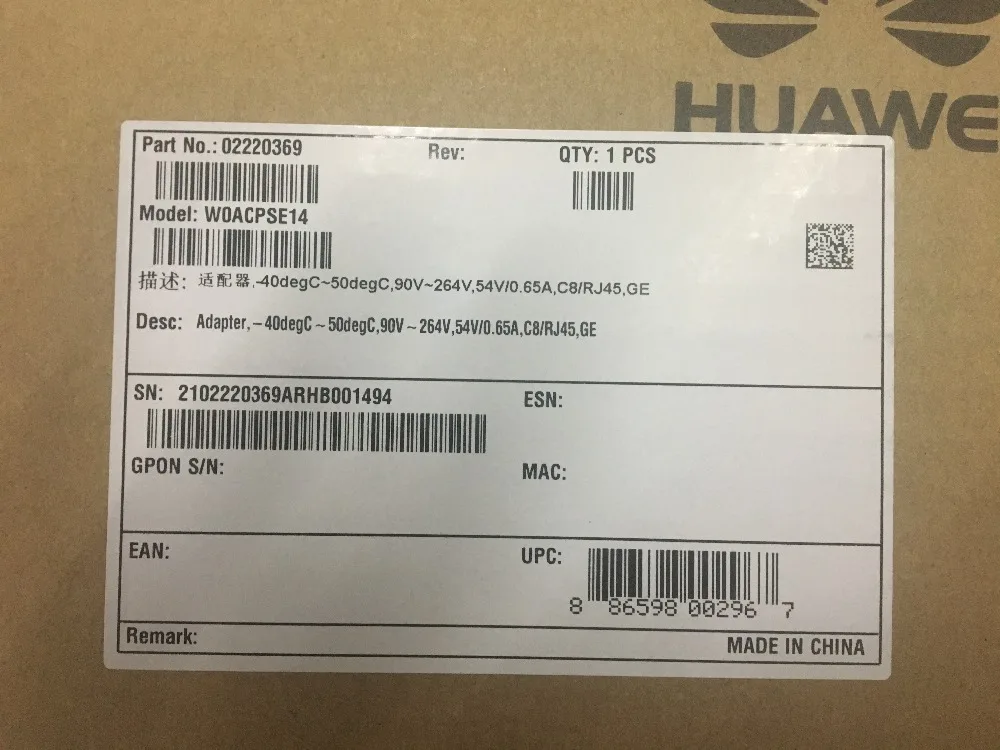 HUAWE
Part No.: 02220369 Rev: QTY: 1 PCS
Model: W0ACPSE14
描述: 适配器,-40degC~50degC,90V~264V,54V/0.65A,C8/RJ45,GE
Desc: Adapter,-40degC~50degC,90V~264V,54V/0.65A,C8/RJ45,GE
SN: 2102220369ARHB001494 ESN:
GPON S/N: MAC:
EAN: UPC:
8 86598 00296 7
Remark: MADE IN CHINA